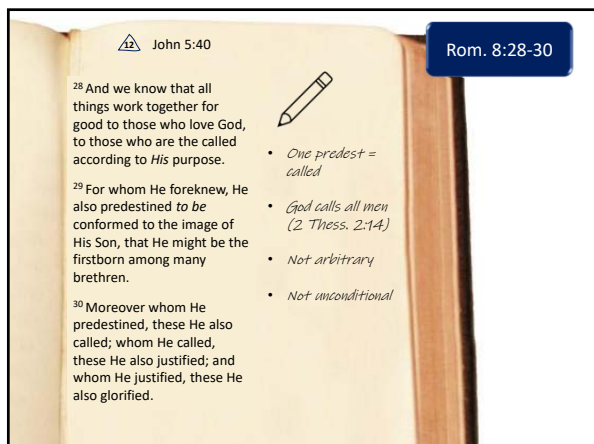 12 John 5:40
Rom. 8:28-30
28 And we know that all
things work together for
good to those who love God,
to those who are the called
according to His purpose.
29 For whom He foreknew, He
also predestined to be
conformed to the image of
His Son, that He might be the
firstborn among many
brethren.
30 Moreover whom He
predestined, these He also
called; whom He called,
these He also justified; and
whom He justified, these He
also glorified.
• One predest =
called
• God calls all men
(2 Thess. 2:14)
• Not arbitrary
• Not unconditional